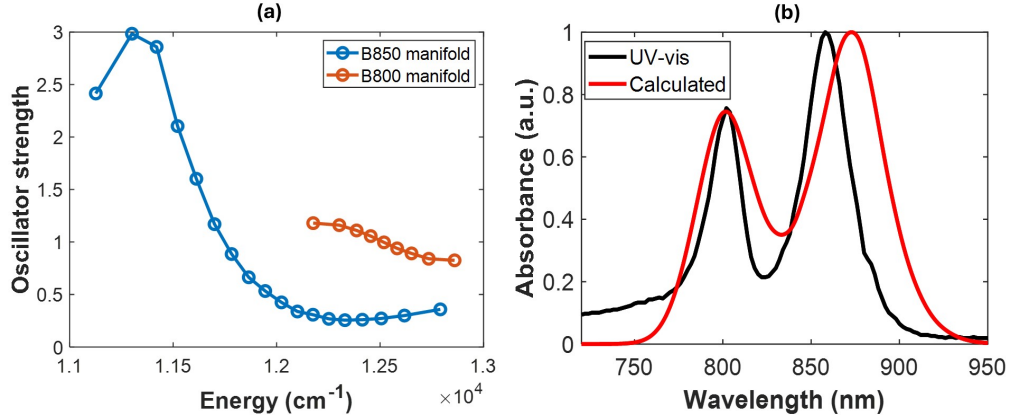 (a)
Oscillator strength
3
2.5
2
1.5
1
0.5
0
1.1
1.15
1.2
1.25
1.3
Energy (cm⁻¹)
×10⁴
B850 manifold
B800 manifold
(b)
Absorbance (a.u.)
1
0.8
0.6
0.4
0.2
0
750
800
850
900
950
Wavelength (nm)
UV-vis
Calculated